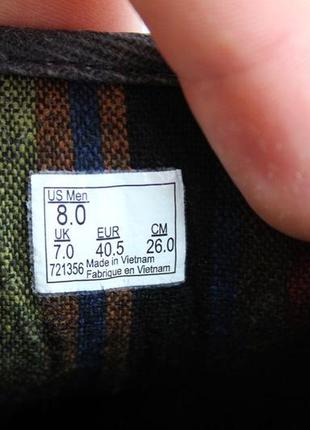 US Men
8.0
UK EUR CM
7.0 40.5 26.0
721356 Made in Vietnam
Fabrique en Vietnam